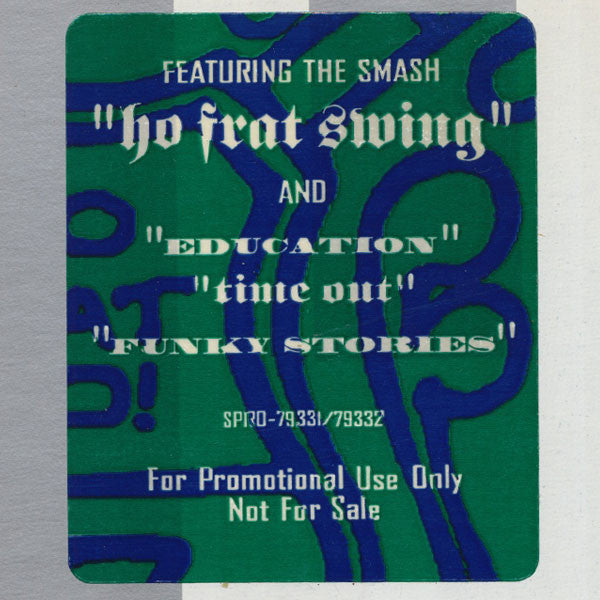 FEATURING THE SMASH
"ho frat swing"
AND
"EDUCATION"
"time out"
"FUNKY STORIES"
SPRO-79331/79332
For Promotional Use Only
Not For Sale